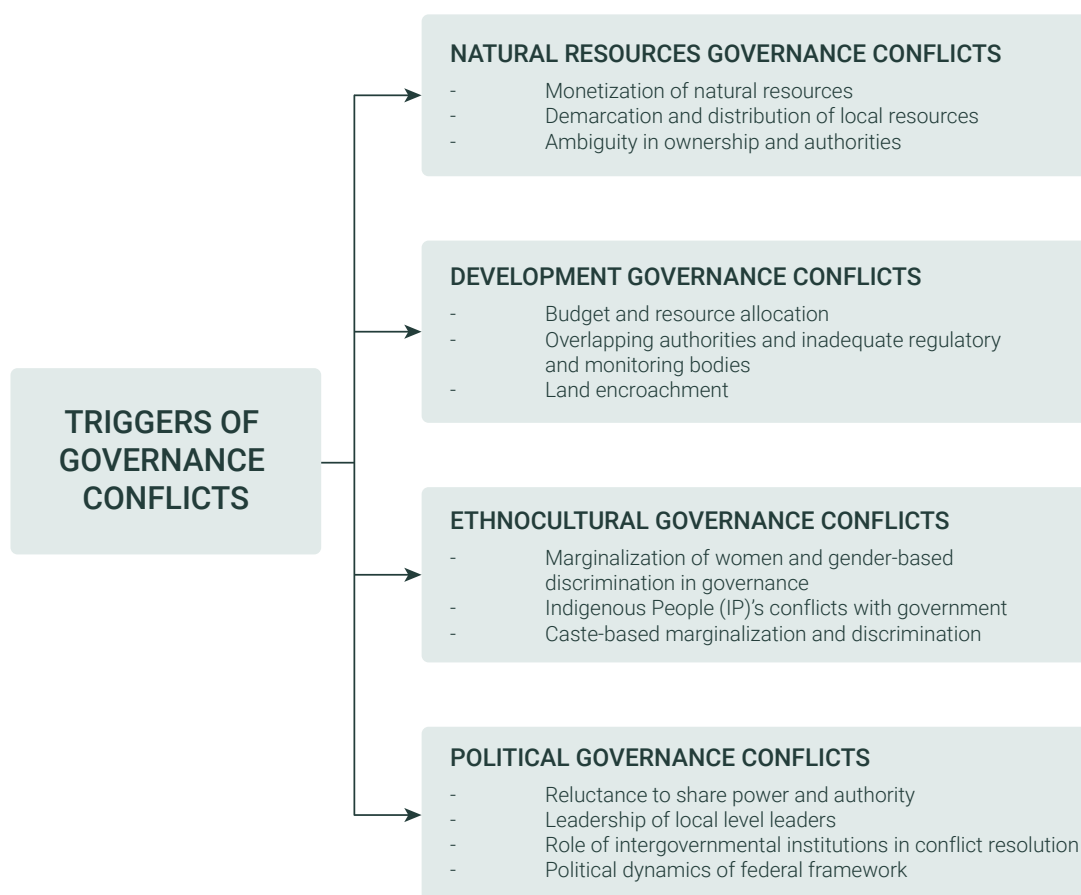 NATURAL RESOURCES GOVERNANCE CONFLICTS
- Monetization of natural resources
- Demarcation and distribution of local resources
- Ambiguity in ownership and authorities
DEVELOPMENT GOVERNANCE CONFLICTS
- Budget and resource allocation
- Overlapping authorities and inadequate regulatory
and monitoring bodies
- Land encroachment
TRIGGERS OF
GOVERNANCE
CONFLICTS
ETHNOCULTURAL GOVERNANCE CONFLICTS
- Marginalization of women and gender-based
discrimination in governance
- Indigenous People (IP)’s conflicts with government
- Caste-based marginalization and discrimination
POLITICAL GOVERNANCE CONFLICTS
- Reluctance to share power and authority
- Leadership of local level leaders
- Role of intergovernmental institutions in conflict resolution
- Political dynamics of federal framework